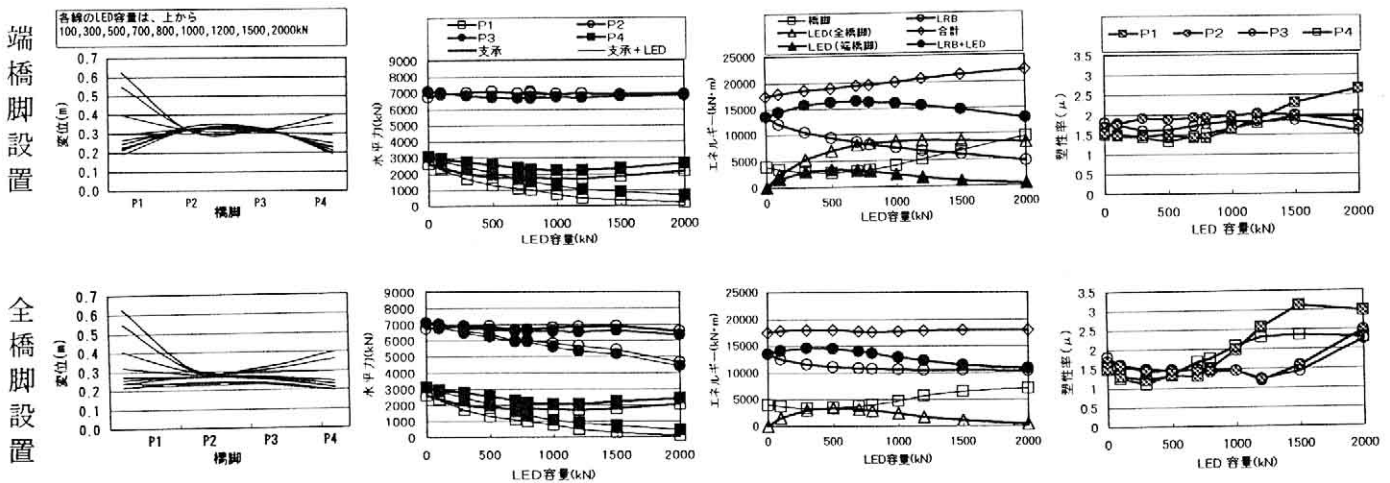 端橋脚設置
各線のLED容量は、上から
100,300,500,700,800,1000,1200,1500,2000kN
0.7
0.6
0.5
0.4
0.3
0.2
0.1
0.0
変位(m)
P1 P2 P3 P4
橋脚
P1 P2
P3 P4
支承 支承+LED
9000
8000
7000
6000
5000
4000
3000
2000
1000
0
水平力(kN)
0 500 1000 1500 2000
LED容量(kN)
橋脚 LRB
LED(全橋脚) 合計
LED(端橋脚) LRB+LED
25000
20000
15000
10000
5000
0
エネルギー(kN・m)
0 500 1000 1500 2000
LED容量(kN)
P1 P2 P3 P4
3.5
3
2.5
2
1.5
1
0.5
0
塑性率(μ)
0 500 1000 1500 2000
LED 容量(kN)
全橋脚設置
0.7
0.6
0.5
0.4
0.3
0.2
0.1
0.0
変位(m)
P1 P2 P3 P4
橋脚
9000
8000
7000
6000
5000
4000
3000
2000
1000
0
水平力(kN)
0 500 1000 1500 2000
LED容量(kN)
25000
20000
15000
10000
5000
0
エネルギー(kN・m)
0 500 1000 1500 2000
LED容量(kN)
3.5
3
2.5
2
1.5
1
0.5
0
塑性率(μ)
0 500 1000 1500 2000
LED 容量(kN)